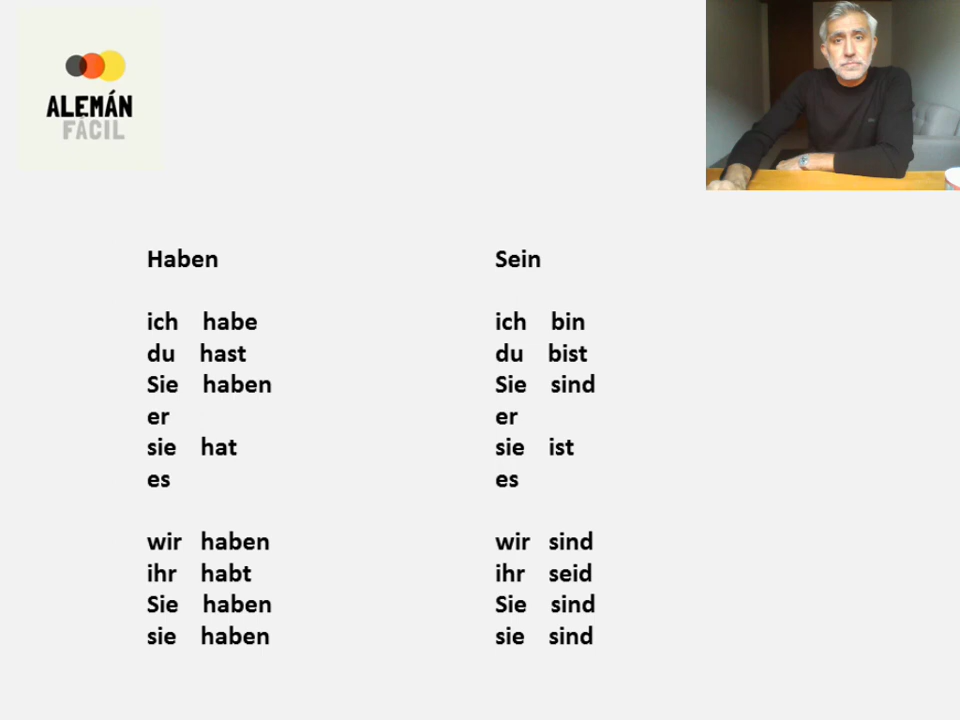 ALEMÁN
FÁCIL
Haben
ich habe
du hast
Sie haben
er
sie hat
es
wir haben
ihr habt
Sie haben
sie haben
Sein
ich bin
du bist
Sie sind
er
sie ist
es
wir sind
ihr seid
Sie sind
sie sind